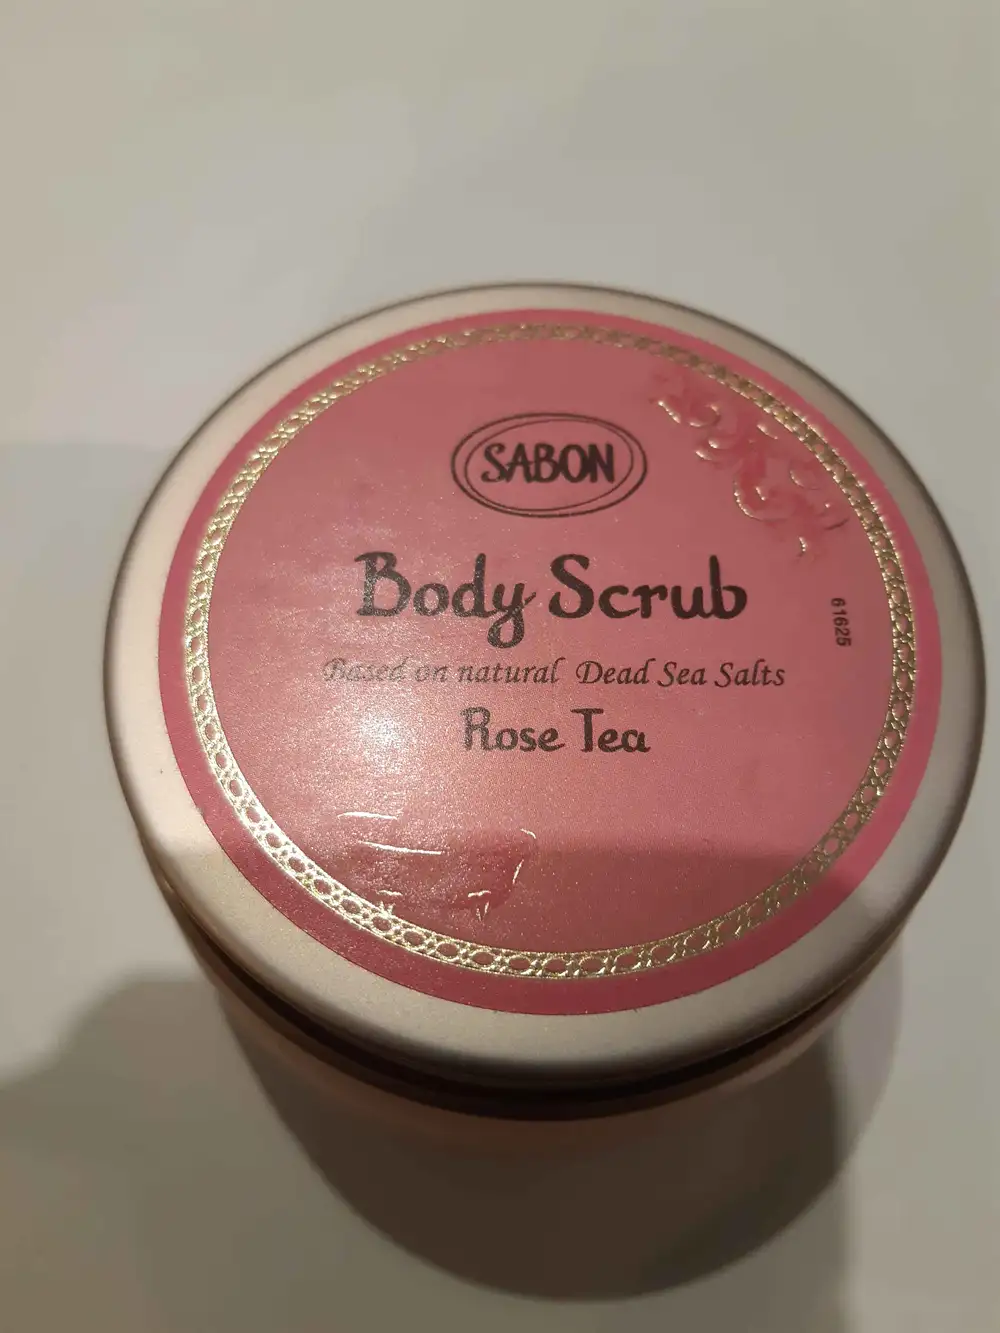 SABON
Body Scrub
Based on natural Dead Sea Salts
Rose Tea
61625